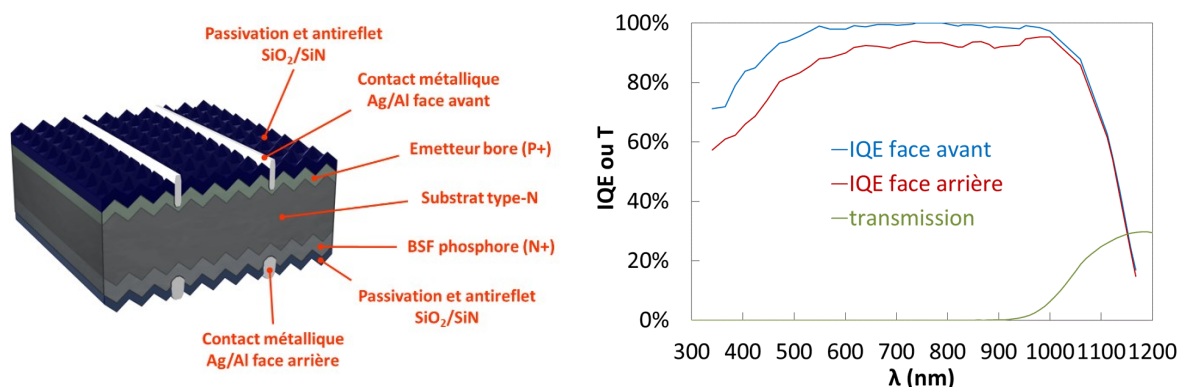 Passivation et antireflet
SiO₂/SiN
Contact métallique
Ag/Al face avant
Emetteur bore (P+)
Substrat type-N
BSF phosphore (N+)
Passivation et antireflet
SiO₂/SiN
Contact métallique
Ag/Al face arrière
IQE ou T
100%
80%
60%
40%
20%
0%
IQE face avant
IQE face arrière
transmission
300 400 500 600 700 800 900 1000 1100 1200
λ (nm)